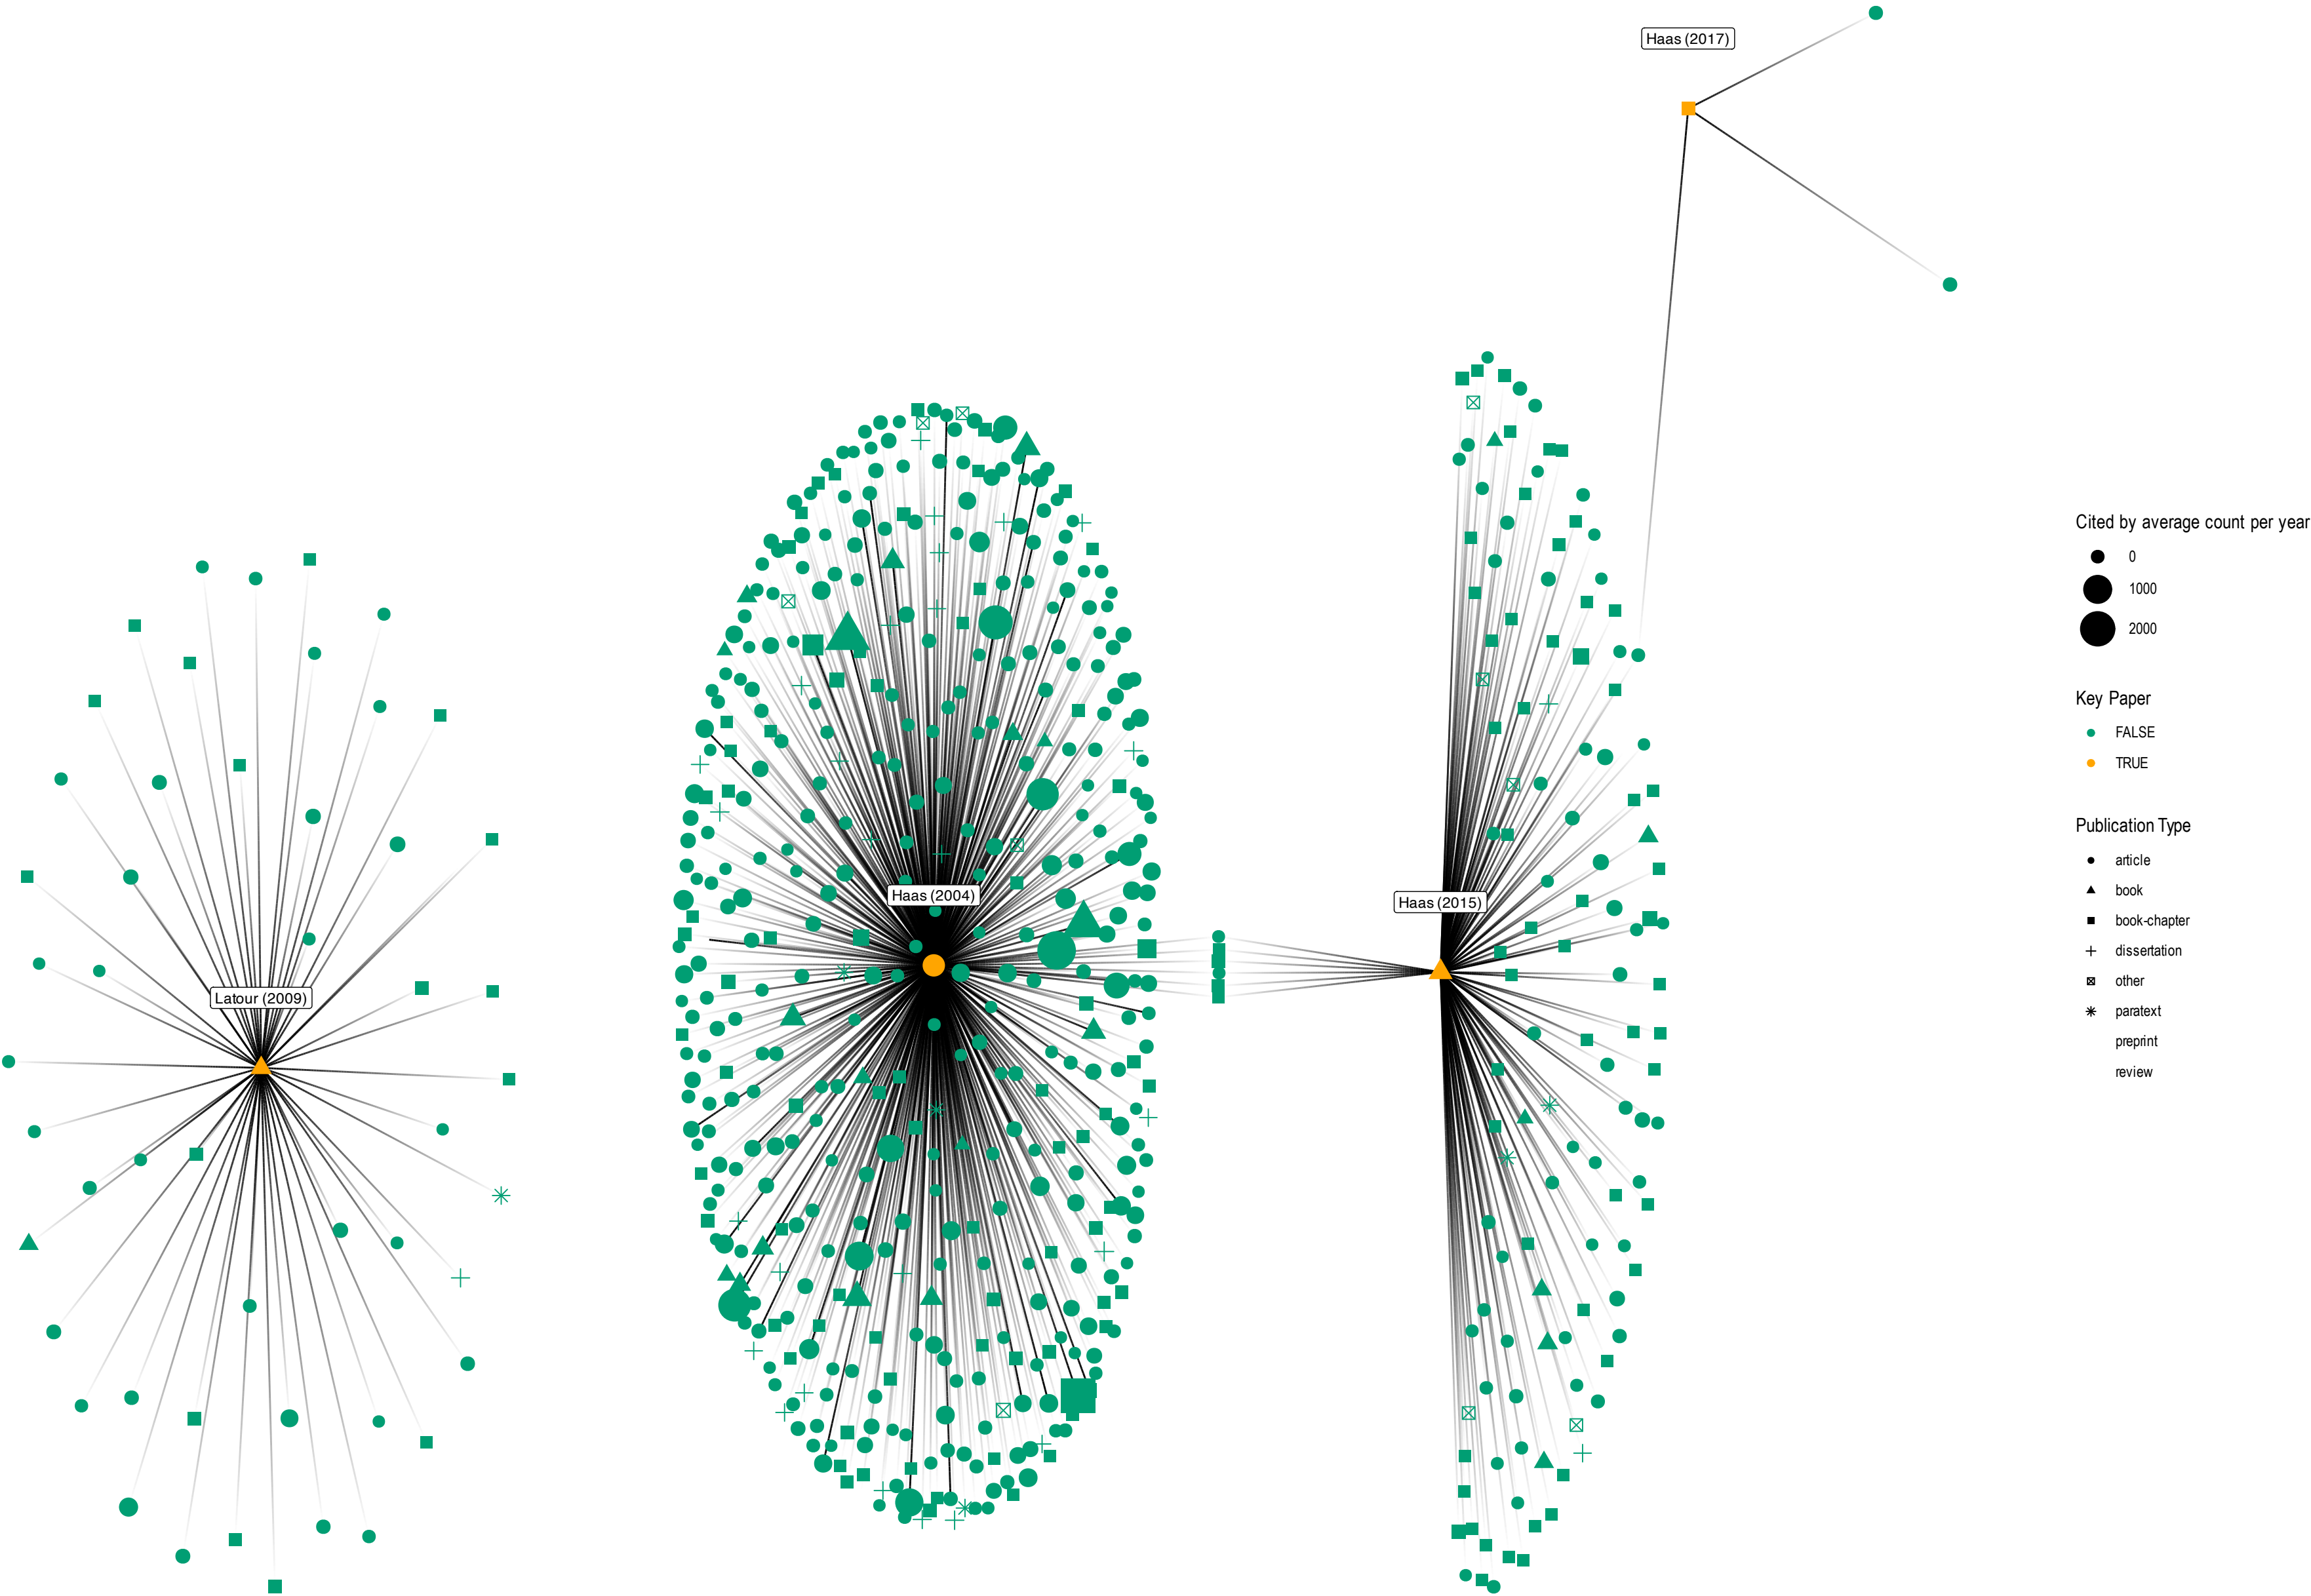 Haas (2017)
Haas (2004)
Haas (2015)
Latour (2009)
Cited by average count per year
0
1000
2000
Key Paper
FALSE
TRUE
Publication Type
article
book
book-chapter
dissertation
other
paratext
preprint
review